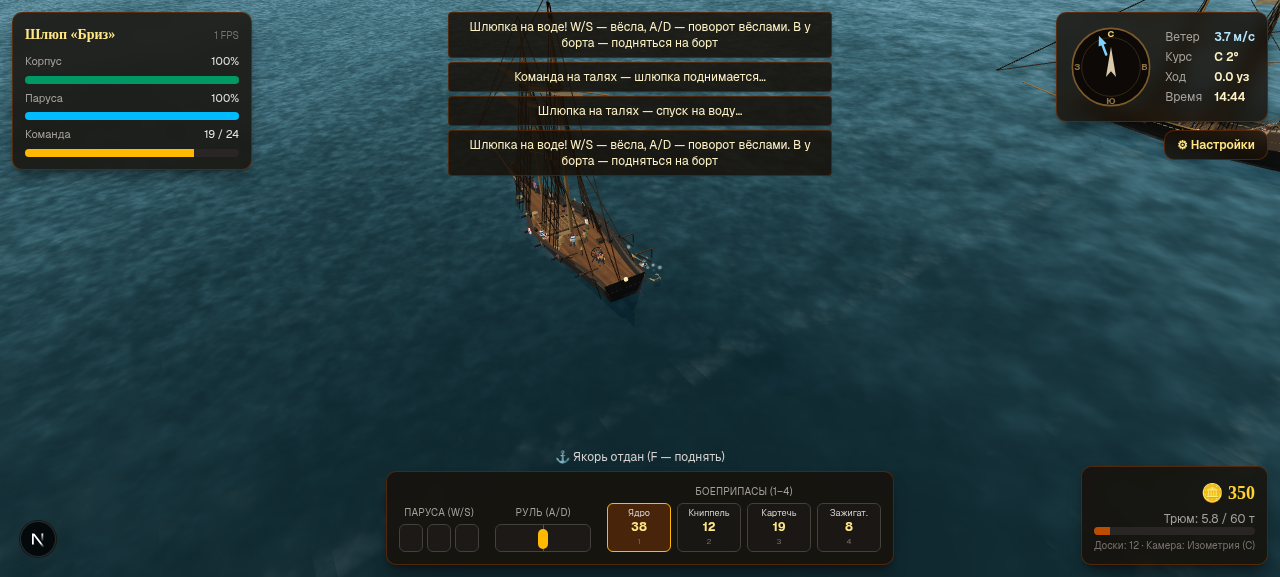 Шлюп «Бриз»
1 FPS
Корпус 100%
Паруса 100%
Команда 19 / 24
Шлюпка на воде! W/S — вёсла, A/D — поворот вёслами. В у
борта — подняться на борт
Команда на талях — шлюпка поднимается…
Шлюпка на талях — спуск на воду…
Шлюпка на воде! W/S — вёсла, A/D — поворот вёслами. В у
борта — подняться на борт
С
З
В
Ю
Ветер 3.7 м/с
Курс С 2°
Ход 0.0 уз
Время 14:44
⚙ Настройки
⚓ Якорь отдан (F — поднять)
ПАРУСА (W/S)
РУЛЬ (A/D)
БОЕПРИПАСЫ (1–4)
Ядро
38
1
Книппель
12
2
Картечь
19
3
Зажигат.
8
4
350
Трюм: 5.8 / 60 т
Доски: 12 · Камера: Изометрия (C)
N